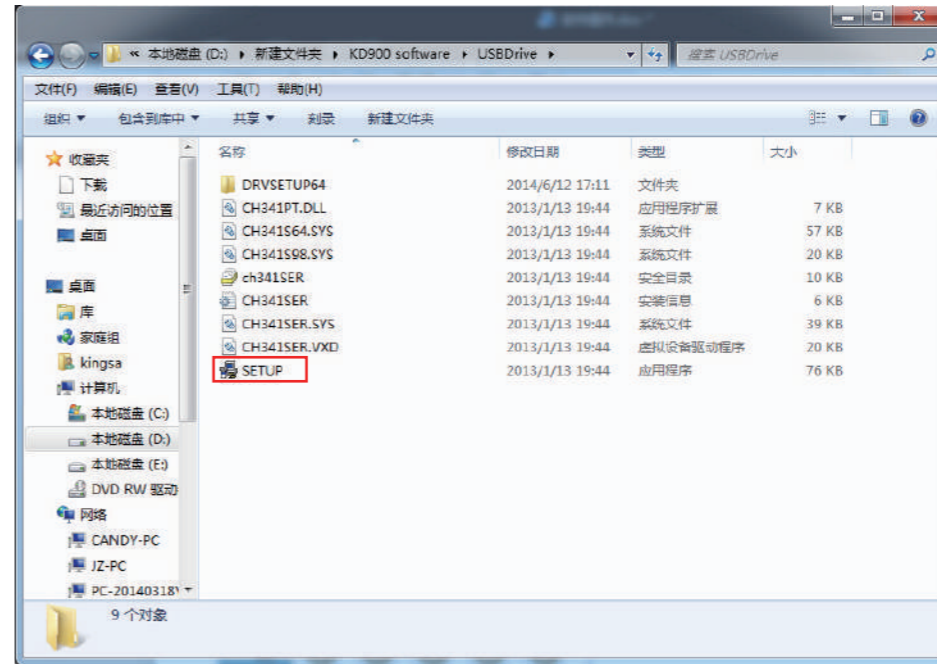 « 本地磁盘 (D:) ▸ 新建文件夹 ▸ KD900 software ▸ USBDrive ▸ 搜索 USBDrive
文件(F) 编辑(E) 查看(V) 工具(T) 帮助(H)
组织 ▼ 包含到库中 ▼ 共享 ▼ 刻录 新建文件夹
收藏夹
下载
最近访问的位置
桌面
桌面
库
家庭组
kingsa
计算机
本地磁盘 (C:)
本地磁盘 (D:)
本地磁盘 (E:)
DVD RW 驱动
网络
CANDY-PC
JZ-PC
PC-20140318
名称 修改日期 类型 大小
DRVSETUP64 2014/6/12 17:11 文件夹
CH341PT.DLL 2013/1/13 19:44 应用程序扩展 7 KB
CH341S64.SYS 2013/1/13 19:44 系统文件 57 KB
CH341S98.SYS 2013/1/13 19:44 系统文件 20 KB
ch341SER 2013/1/13 19:44 安全目录 10 KB
CH341SER 2013/1/13 19:44 安装信息 6 KB
CH341SER.SYS 2013/1/13 19:44 系统文件 39 KB
CH341SER.VXD 2013/1/13 19:44 虚拟设备驱动程序 20 KB
SETUP 2013/1/13 19:44 应用程序 76 KB
9 个对象